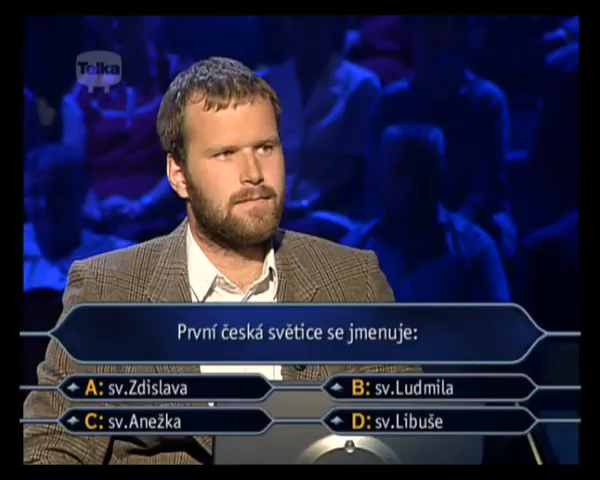 Telka
První česká světice se jmenuje:
A: sv.Zdislava
B: sv.Ludmila
C: sv.Anežka
D: sv.Libuše